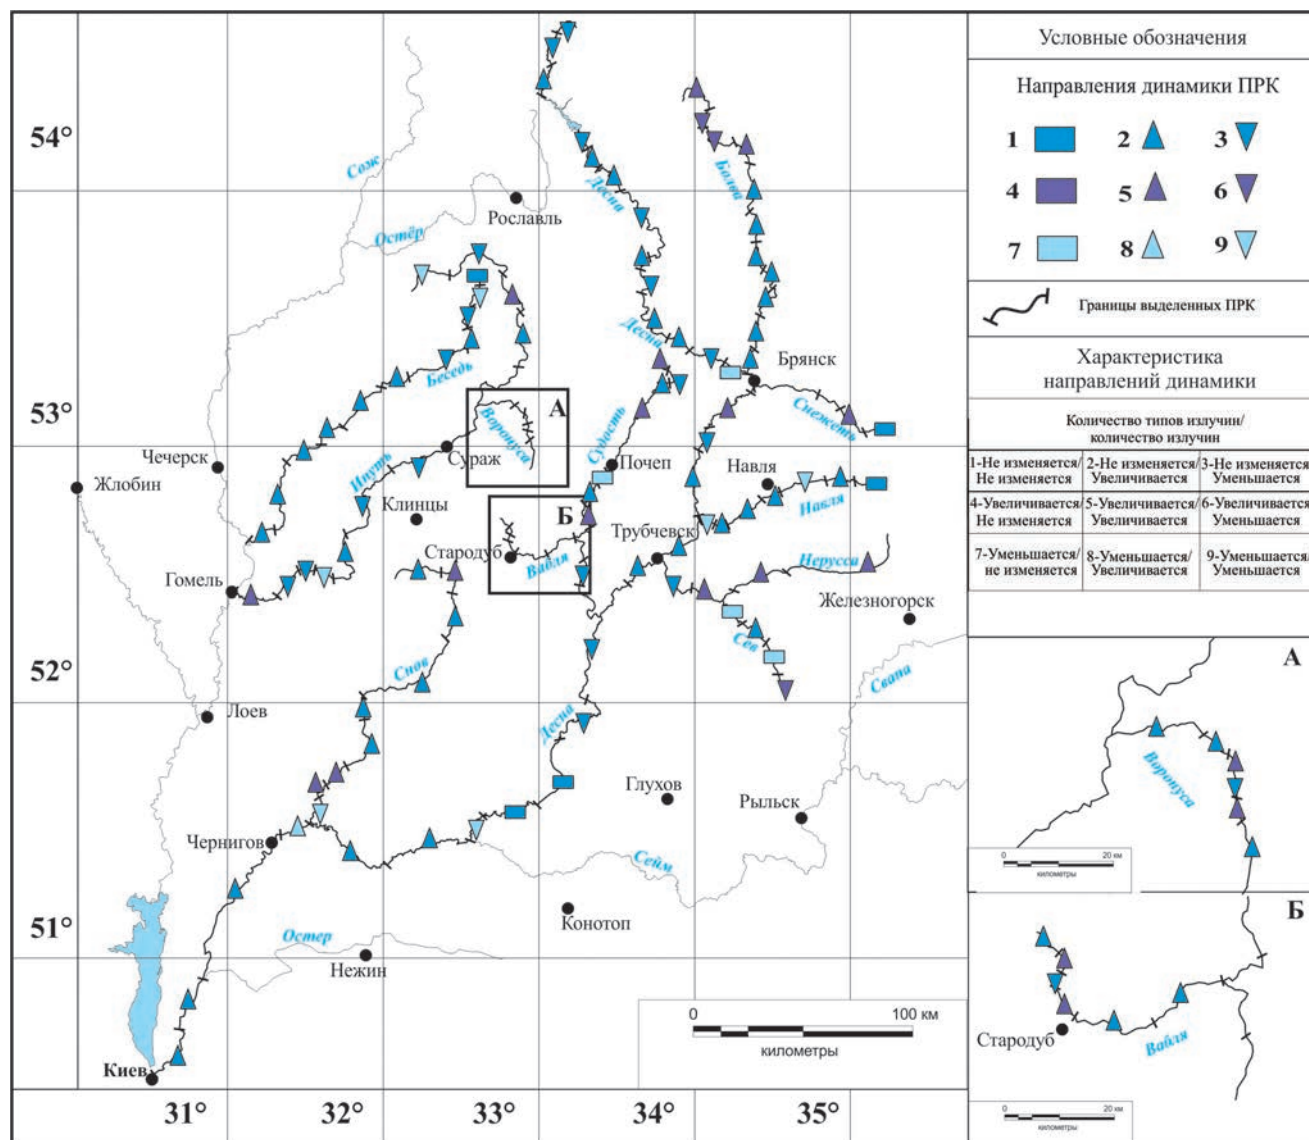 54°
53°
52°
51°
31°
32°
33°
34°
35°
Сож
Рославль
Остёр
Десна
Болва
Десна
Брянск
Снежеть
Беседь
А
Воронуса
Судость
Почеп
Навля
Навля
Чечерск
Жлобин
Сураж
Инуть
Клинцы
Б
Стародуб
Вабля
Трубчевск
Нерусса
Железногорск
Гомель
Сев
Свапа
Снов
Лоев
Десна
Глухов
Рыльск
Чернигов
Сейм
Конотоп
Остер
Нежин
Киев
0 100 км
километры
Условные обозначения
Направления динамики ПРК
1 2 3
4 5 6
7 8 9
Границы выделенных ПРК
Характеристика
направлений динамики
Количество типов излучин/
количество излучин
1-Не изменяется/
Не изменяется
2-Не изменяется/
Увеличивается
3-Не изменяется/
Уменьшается
4-Увеличивается/
Не изменяется
5-Увеличивается/
Увеличивается
6-Увеличивается/
Уменьшается
7-Уменьшается/
не изменяется
8-Уменьшается/
Увеличивается
9-Уменьшается/
Уменьшается
А
Воронуса
0 20 км
километры
Б
Стародуб
Вабля
0 20 км
километры